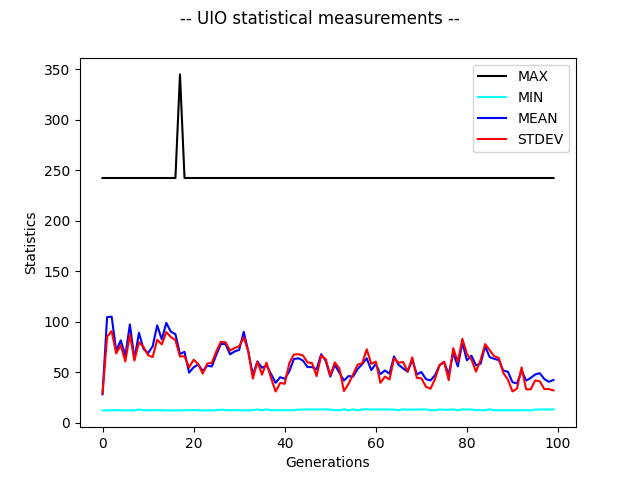 -- UIO statistical measurements --
350
300
250
200
150
100
50
0
Statistics
MAX
MIN
MEAN
STDEV
0
20
40
60
80
100
Generations